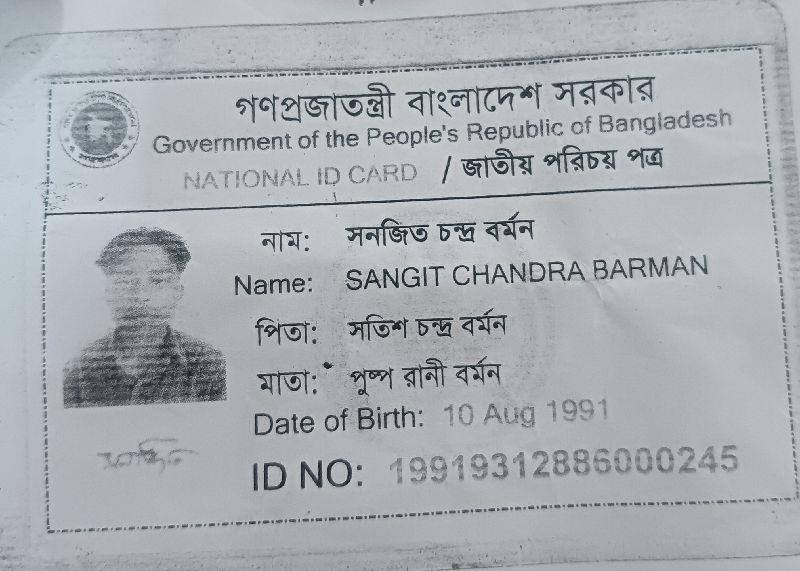 গণপ্রজাতন্ত্রী বাংলাদেশ সরকার
Government of the People's Republic of Bangladesh
NATIONAL ID CARD / জাতীয় পরিচয় পত্র
নাম: সনজিত চন্দ্র বর্মন
Name: SANGIT CHANDRA BARMAN
পিতা: সতিশ চন্দ্র বর্মন
মাতা: পুষ্প রানী বর্মন
Date of Birth: 10 Aug 1991
ID NO: 19919312886000245